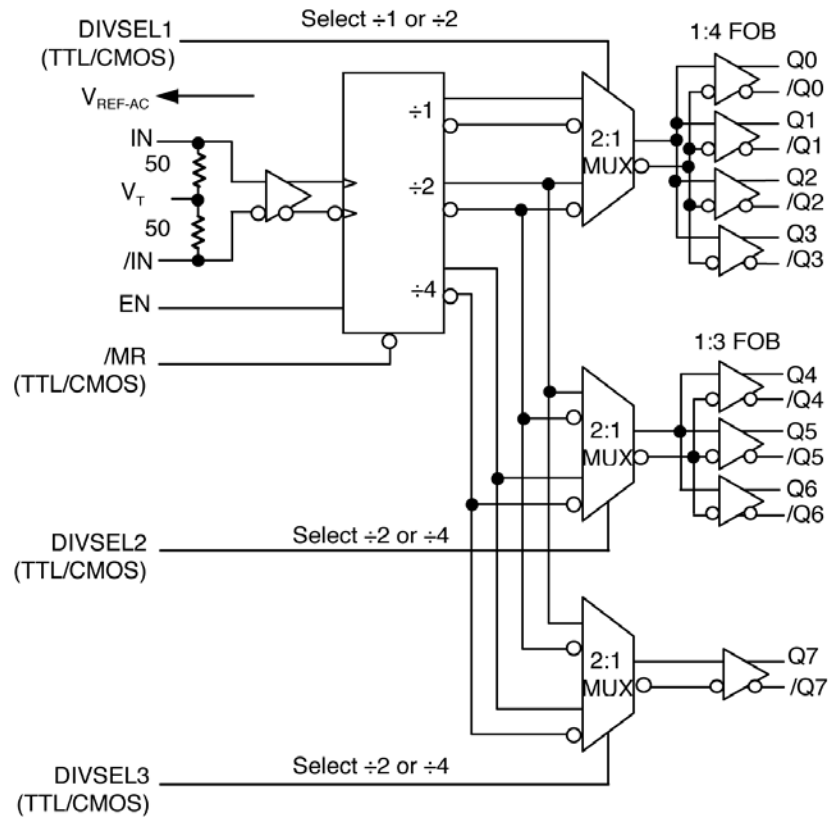 DIVSEL1
(TTL/CMOS)
Select ÷1 or ÷2
1:4 FOB
VREF-AC
IN
50
VT
50
/IN
EN
/MR
(TTL/CMOS)
÷1
÷2
÷4
2:1
MUX
Q0
/Q0
Q1
/Q1
Q2
/Q2
Q3
/Q3
1:3 FOB
2:1
MUX
Q4
/Q4
Q5
/Q5
Q6
/Q6
DIVSEL2
(TTL/CMOS)
Select ÷2 or ÷4
2:1
MUX
Q7
/Q7
DIVSEL3
(TTL/CMOS)
Select ÷2 or ÷4